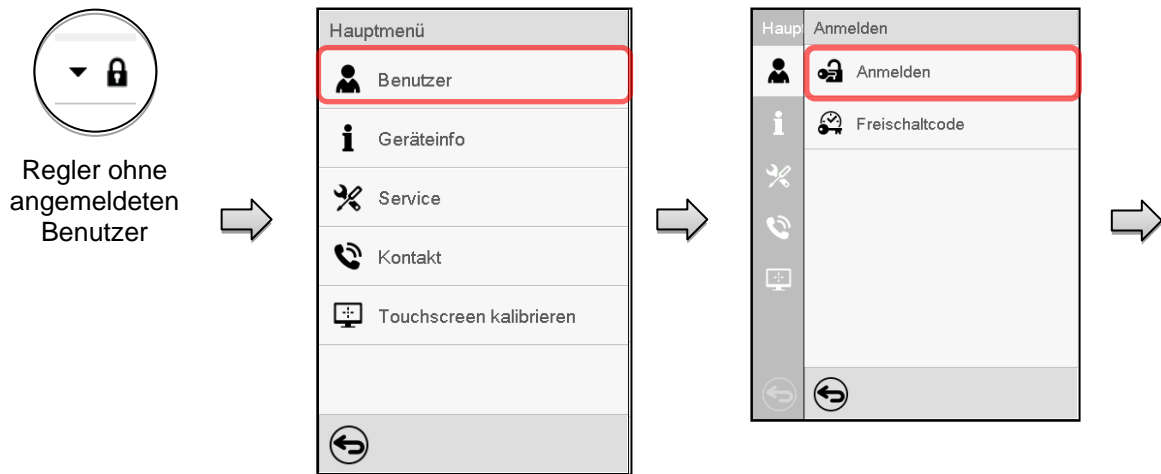 Regler ohne
angemeldeten
Benutzer
Hauptmenü
Benutzer
Geräteinfo
Service
Kontakt
Touchscreen kalibrieren
Haupt
Anmelden
Anmelden
Freischaltcode